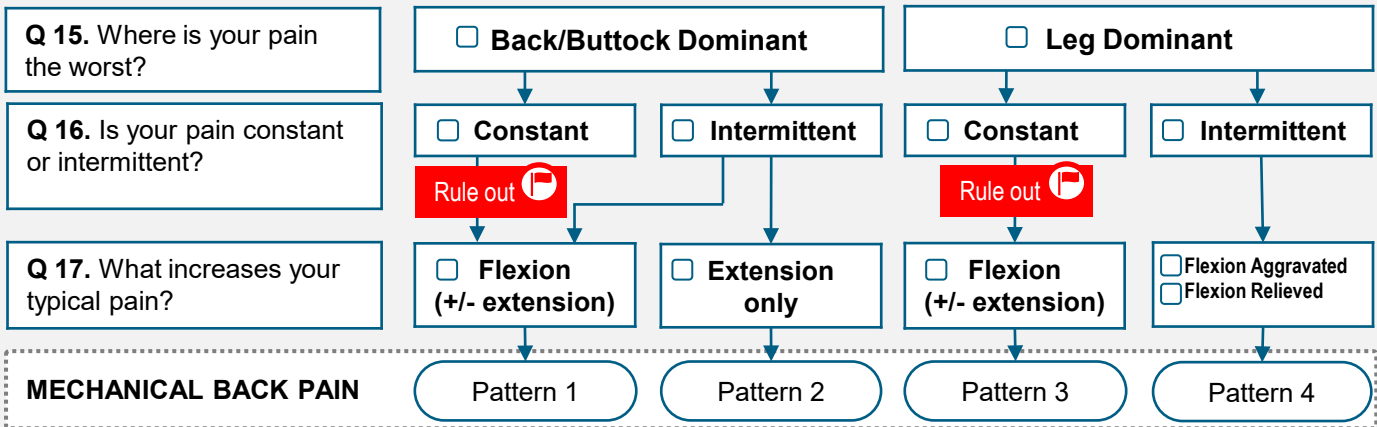 Q 15. Where is your pain
the worst?
Back/Buttock Dominant
Leg Dominant
Q 16. Is your pain constant
or intermittent?
Constant
Intermittent
Constant
Intermittent
Rule out
Rule out
Q 17. What increases your
typical pain?
Flexion
(+/- extension)
Extension
only
Flexion
(+/- extension)
Flexion Aggravated
Flexion Relieved
MECHANICAL BACK PAIN
Pattern 1
Pattern 2
Pattern 3
Pattern 4